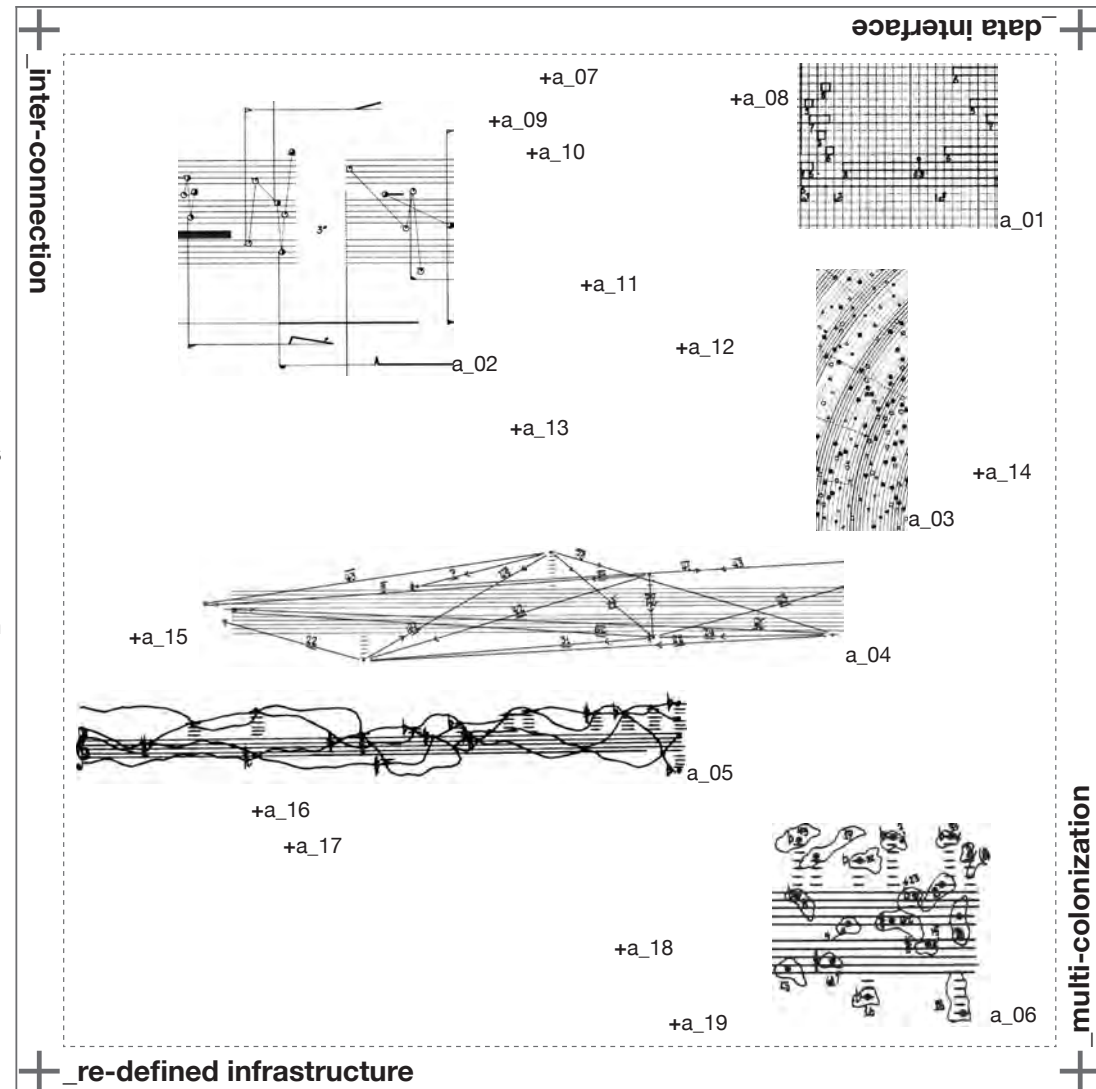 _data interface
_inter-connection
+a_07
+a_08
+a_09
+a_10
a_01
3"
+a_11
+a_12
a_02
+a_13
+a_14
a_03
+a_15
a_04
a_05
+a_16
+a_17
+a_18
a_06
+a_19
_multi-colonization
_re-defined infrastructure